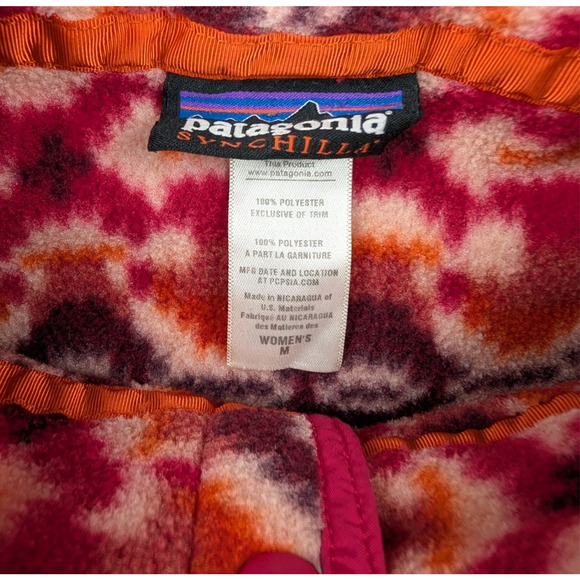 patagonia®
SYNCHILLA®
This Product
www.patagonia.com
100% POLYESTER
EXCLUSIVE OF TRIM
100% POLYESTER
A PART LA GARNITURE
MFG DATE AND LOCATION
AT PCPSIA.COM
Made in NICARAGUA of
U.S. Materials
Fabriqué AU NICARAGUA
des Matieres des
WOMEN'S
M